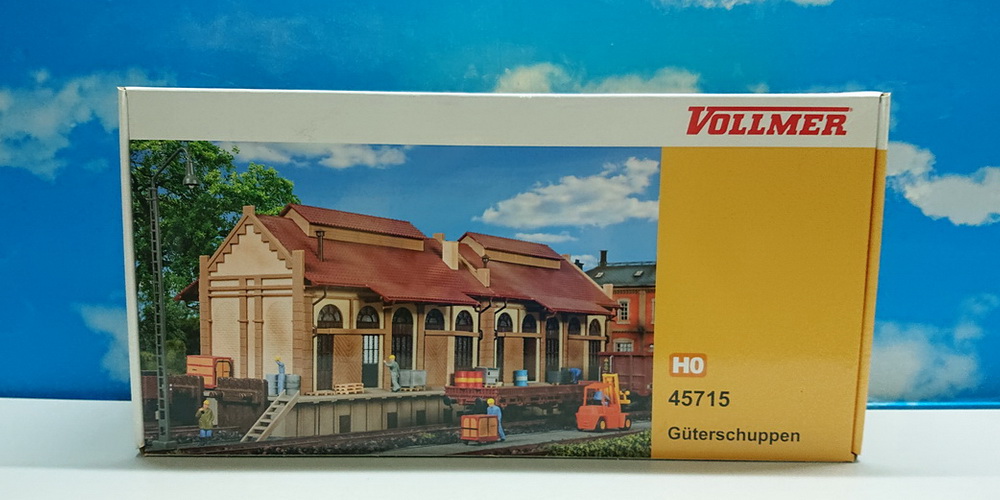 VOLLMER
H0
45715
Güterschuppen